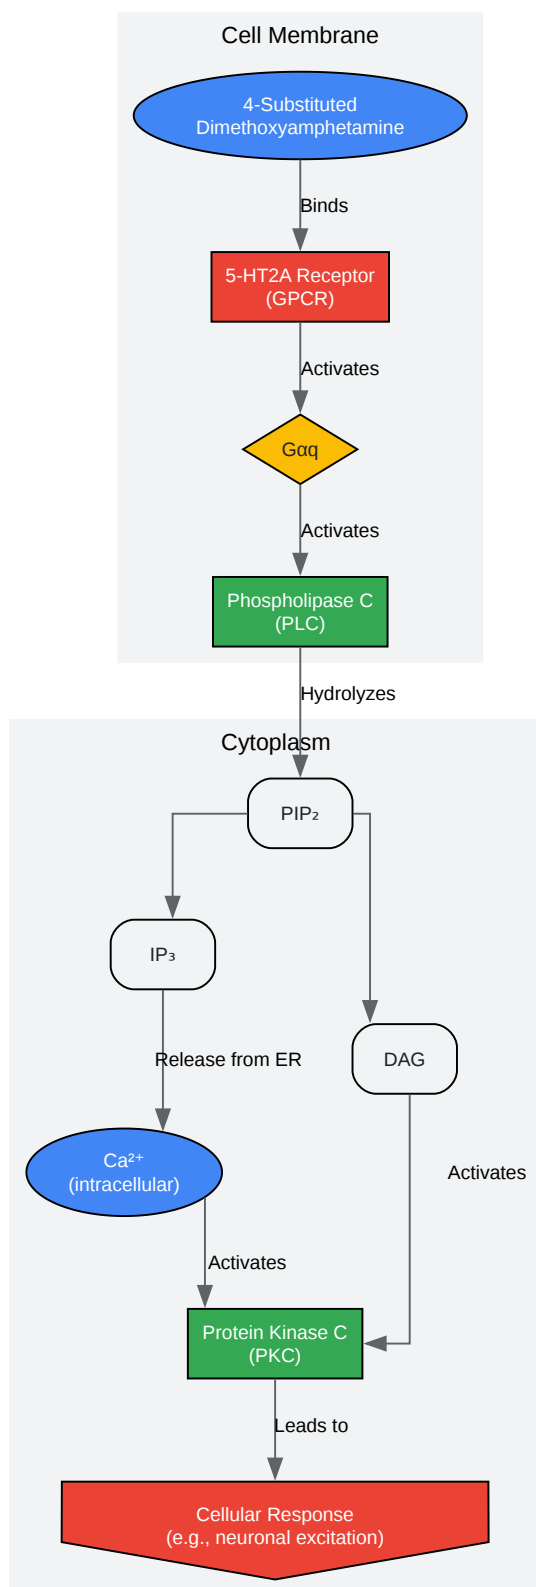 Cell Membrane
4-Substituted
Dimethoxyamphetamine
Binds
5-HT2A Receptor
(GPCR)
Activates
Gαq
Activates
Phospholipase C
(PLC)
Hydrolyzes
Cytoplasm
PIP₂
IP₃
DAG
Release from ER
Ca²⁺
(intracellular)
Activates
Activates
Protein Kinase C
(PKC)
Leads to
Cellular Response
(e.g., neuronal excitation)